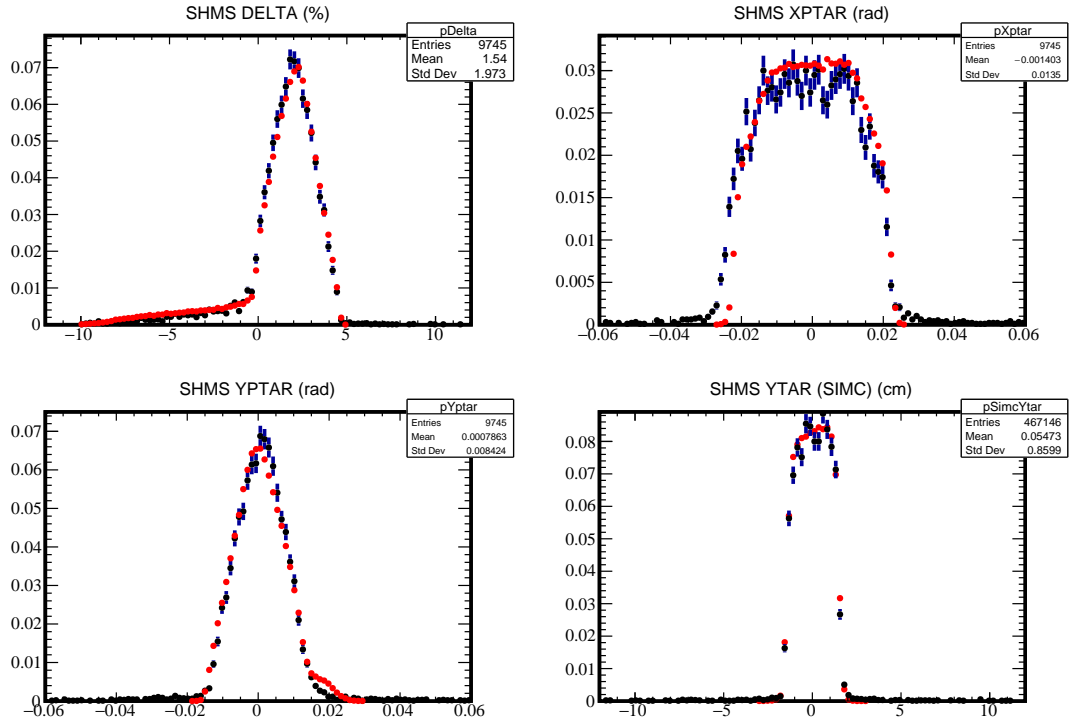 SHMS DELTA (%)
pDelta
Entries 9745
Mean 1.54
Std Dev 1.973
0.07
0.06
0.05
0.04
0.03
0.02
0.01
0
−10 −5 0 5 10
SHMS XPTAR (rad)
pXptar
Entries 9745
Mean −0.001403
Std Dev 0.0135
0.03
0.025
0.02
0.015
0.01
0.005
0
−0.06 −0.04 −0.02 0 0.02 0.04 0.06
SHMS YPTAR (rad)
pYptar
Entries 9745
Mean 0.0007863
Std Dev 0.008424
0.07
0.06
0.05
0.04
0.03
0.02
0.01
0
−0.06 −0.04 −0.02 0 0.02 0.04 0.06
SHMS YTAR (SIMC) (cm)
pSimcYtar
Entries 467146
Mean 0.05473
Std Dev 0.8599
0.08
0.07
0.06
0.05
0.04
0.03
0.02
0.01
0
−10 −5 0 5 10